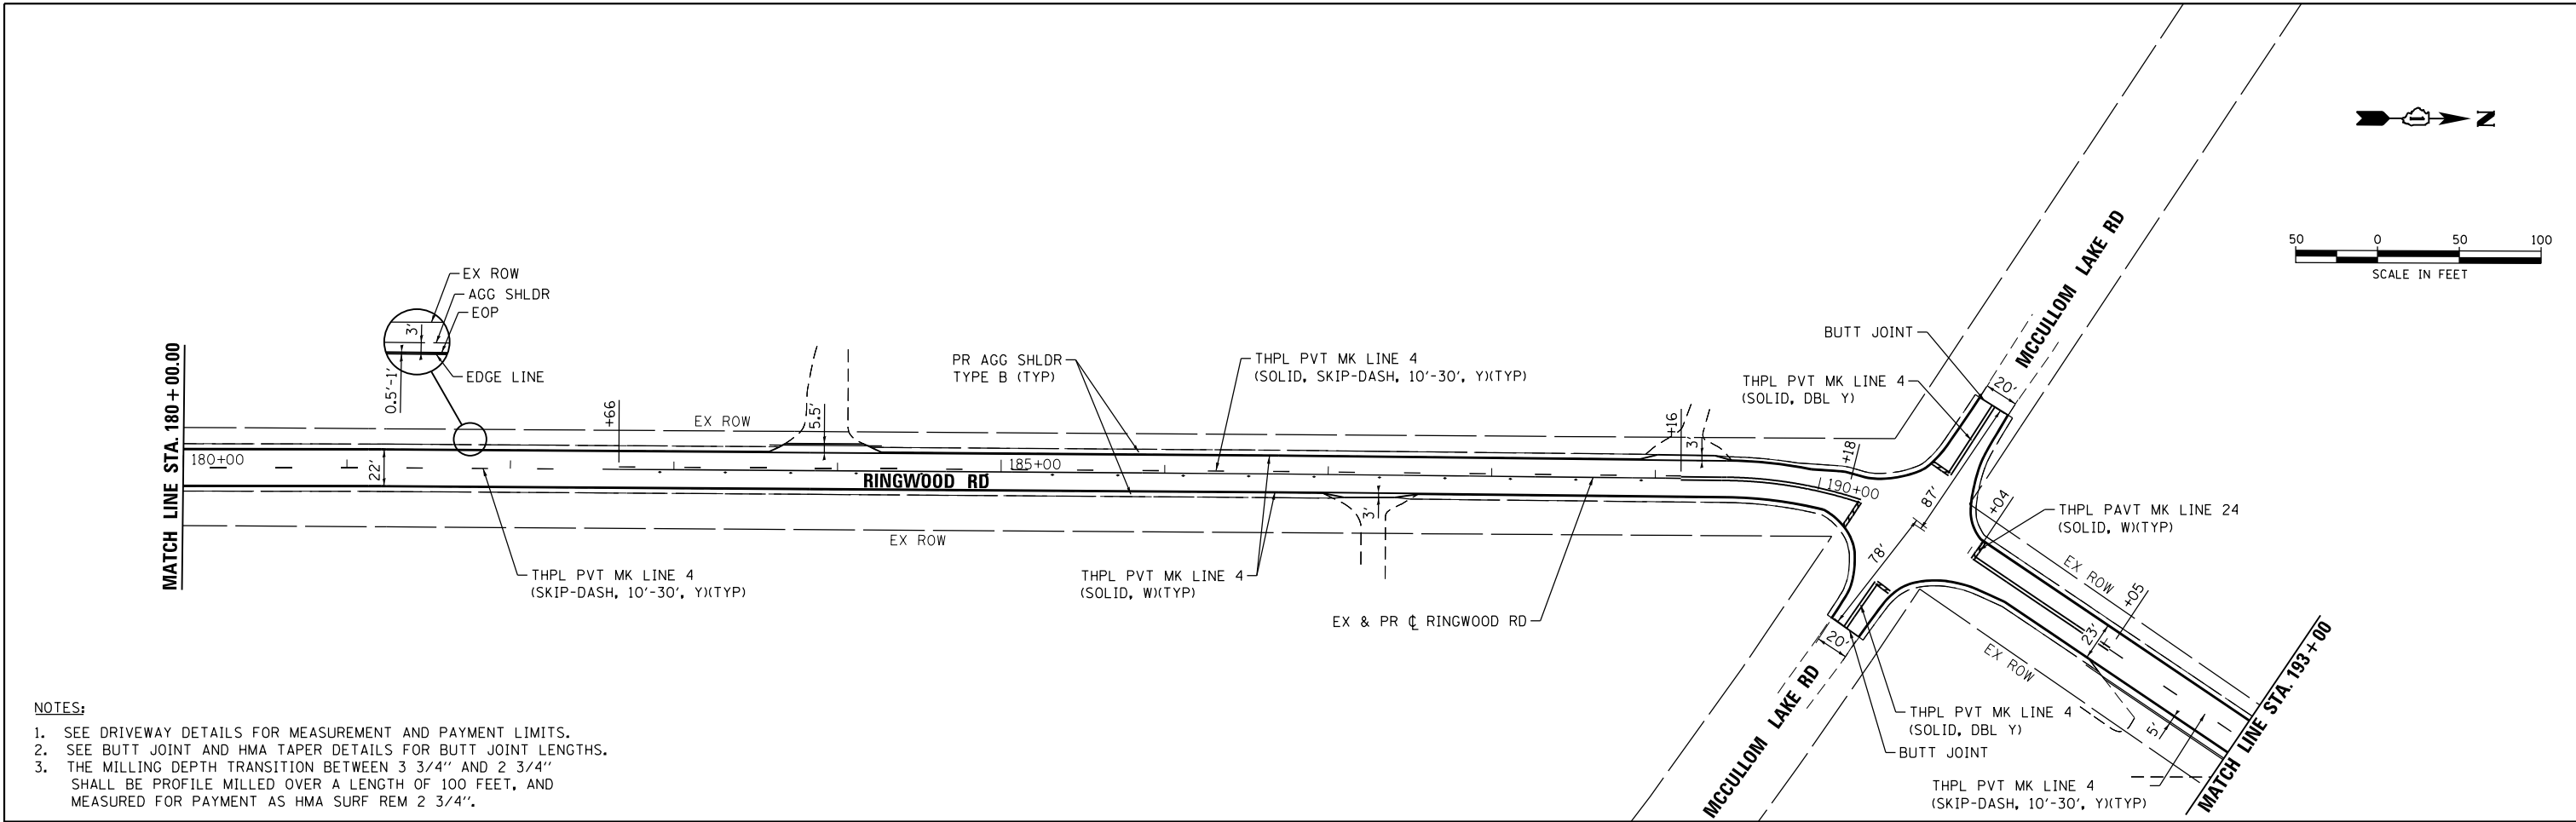 N
50 0 50 100
SCALE IN FEET
MCCULLOM LAKE RD
EX ROW
AGG SHLDR
EOP
EDGE LINE
3'
0.5'-1'
MATCH LINE STA. 180+00.00
180+00
22'
+66
EX ROW
5.5'
PR AGG SHLDR
TYPE B (TYP)
THPL PVT MK LINE 4
(SOLID, SKIP-DASH, 10'-30', Y)(TYP)
185+00
RINGWOOD RD
EX ROW
3'
+16
3'
+18
190+00
BUTT JOINT
THPL PVT MK LINE 4
(SOLID, DBL Y)
20'
87'
78'
+04
THPL PAVT MK LINE 24
(SOLID, W)(TYP)
EX ROW
+05
23'
EX ROW
5'
MATCH LINE STA. 193+00
THPL PVT MK LINE 4
(SKIP-DASH, 10'-30', Y)(TYP)
THPL PVT MK LINE 4
(SOLID, W)(TYP)
EX & PR ℄ RINGWOOD RD
20'
MCCULLOM LAKE RD
THPL PVT MK LINE 4
(SOLID, DBL Y)
BUTT JOINT
THPL PVT MK LINE 4
(SKIP-DASH, 10'-30', Y)(TYP)
NOTES:
1. SEE DRIVEWAY DETAILS FOR MEASUREMENT AND PAYMENT LIMITS.
2. SEE BUTT JOINT AND HMA TAPER DETAILS FOR BUTT JOINT LENGTHS.
3. THE MILLING DEPTH TRANSITION BETWEEN 3 3/4" AND 2 3/4"
SHALL BE PROFILE MILLED OVER A LENGTH OF 100 FEET, AND
MEASURED FOR PAYMENT AS HMA SURF REM 2 3/4".